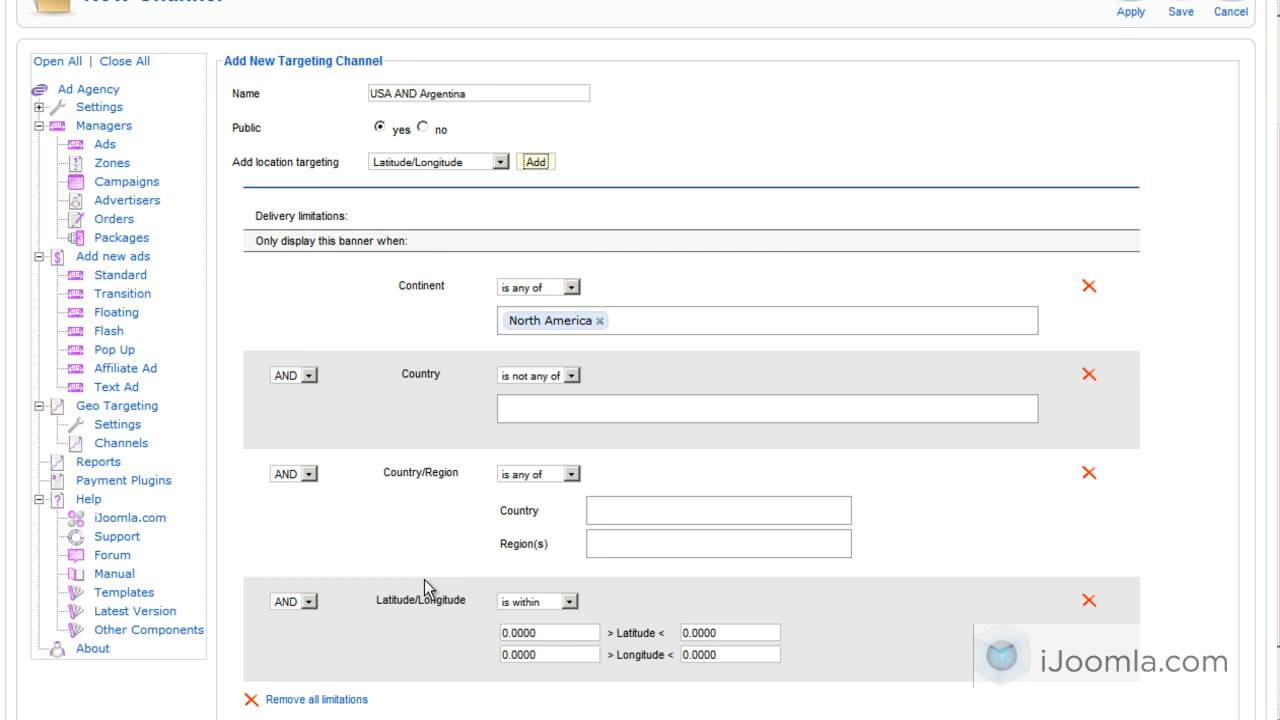 New Channel
Apply Save Cancel
Open All | Close All
Ad Agency
Settings
Managers
Ads
Zones
Campaigns
Advertisers
Orders
Packages
Add new ads
Standard
Transition
Floating
Flash
Pop Up
Affiliate Ad
Text Ad
Geo Targeting
Settings
Channels
Reports
Payment Plugins
Help
iJoomla.com
Support
Forum
Manual
Templates
Latest Version
Other Components
About
Add New Targeting Channel
Name USA AND Argentina
Public yes no
Add location targeting Latitude/Longitude Add
Delivery limitations:
Only display this banner when:
Continent is any of
North America ×
AND Country is not any of
AND Country/Region is any of
Country
Region(s)
AND Latitude/Longitude is within
0.0000 > Latitude < 0.0000
0.0000 > Longitude < 0.0000
Remove all limitations
iJoomla.com